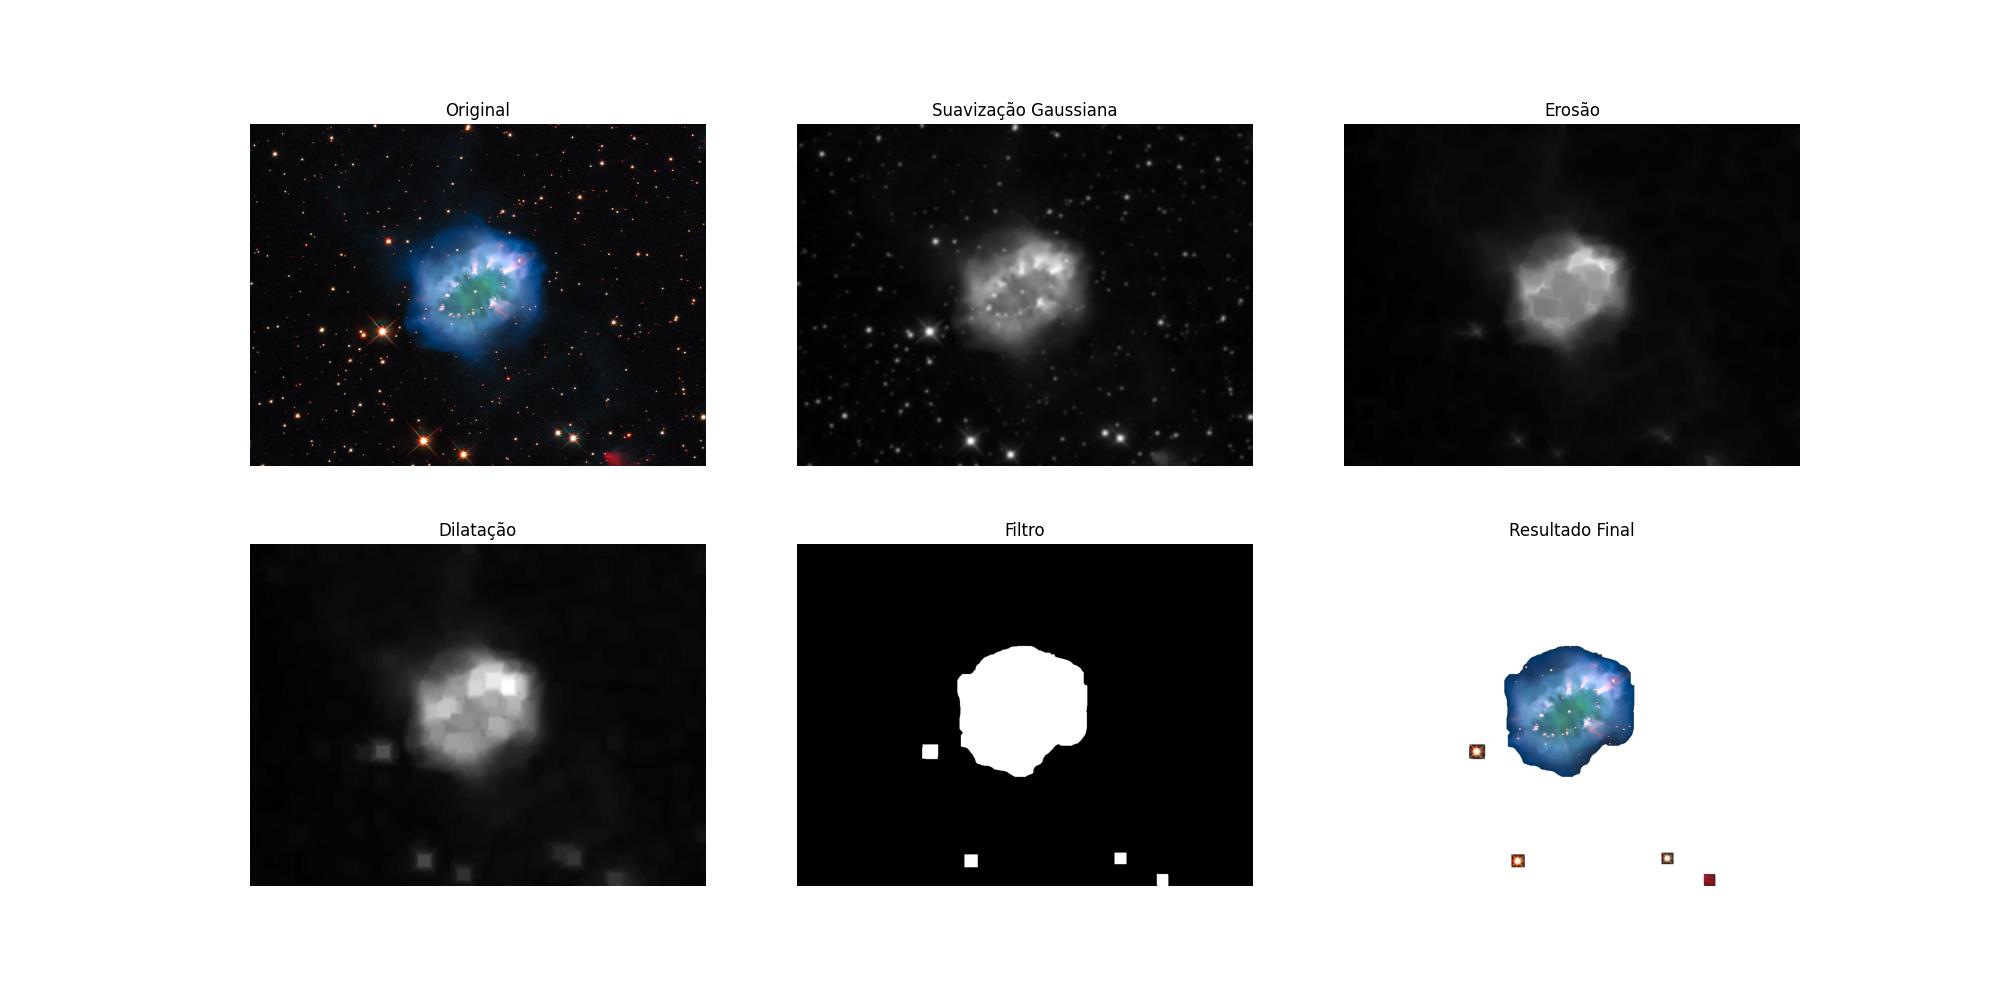 Original
Suavização Gaussiana
Erosão
Dilatação
Filtro
Resultado Final